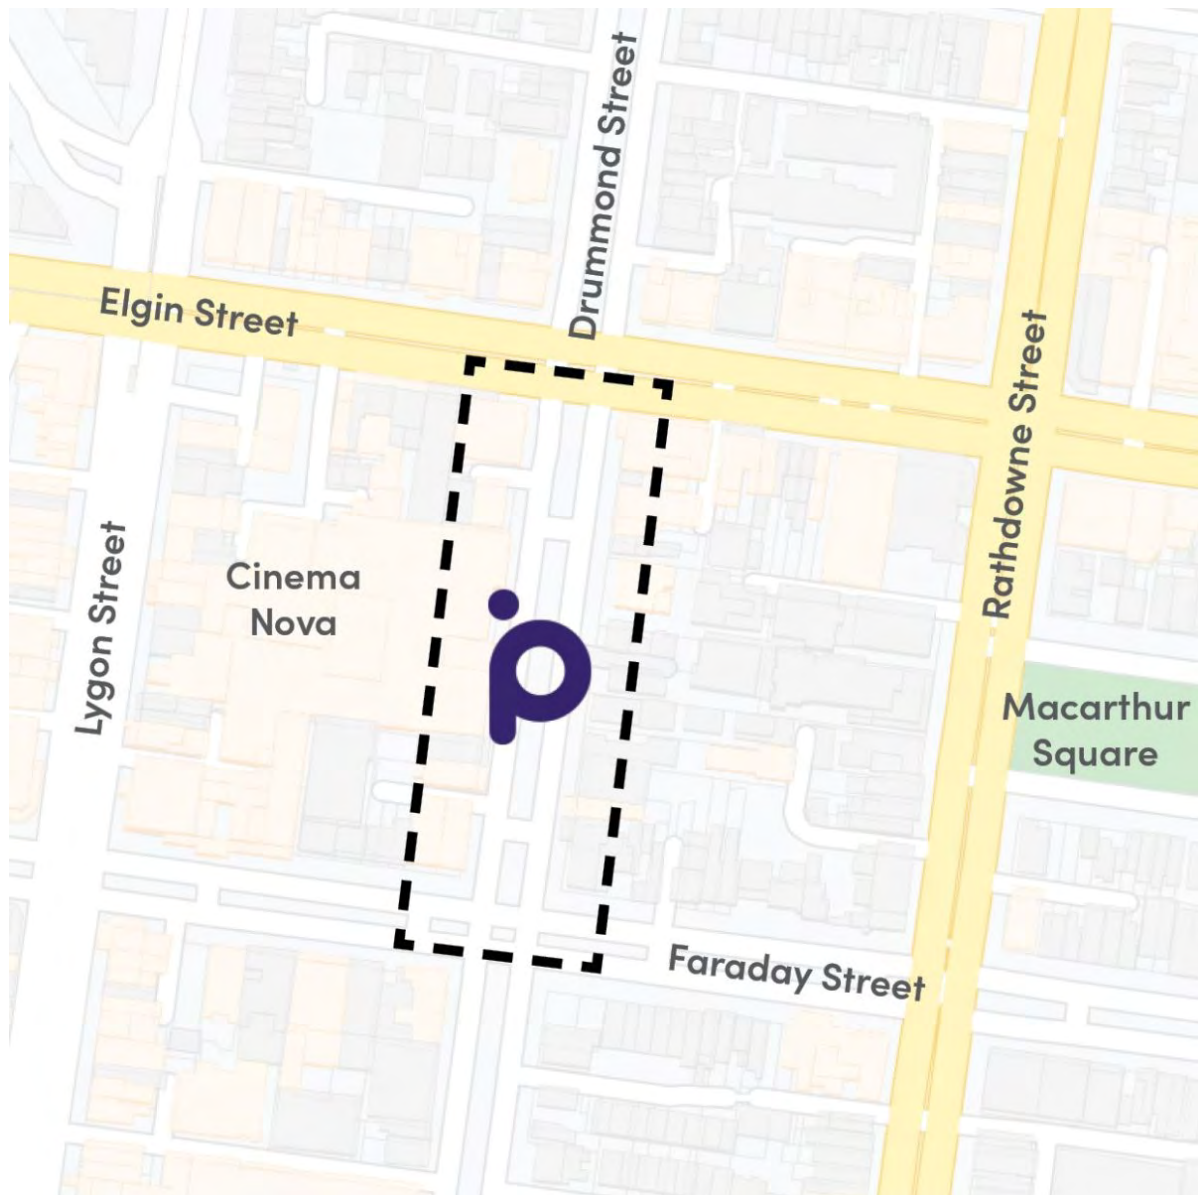 Drummond Street
Elgin Street
Rathdowne Street
Lygon Street
Cinema
Nova
Macarthur
Square
Faraday Street